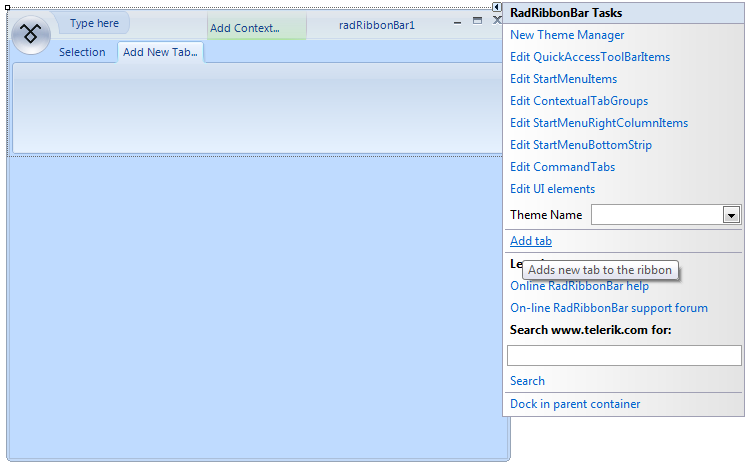 Type here
Add Context...
radRibbonBar1
Selection
Add New Tab...
RadRibbonBar Tasks
New Theme Manager
Edit QuickAccessToolBarItems
Edit StartMenuItems
Edit ContextualTabGroups
Edit StartMenuRightColumnItems
Edit StartMenuBottomStrip
Edit CommandTabs
Edit UI elements
Theme Name
Add tab
Adds new tab to the ribbon
Online RadRibbonBar help
On-line RadRibbonBar support forum
Search www.telerik.com for:
Search
Dock in parent container